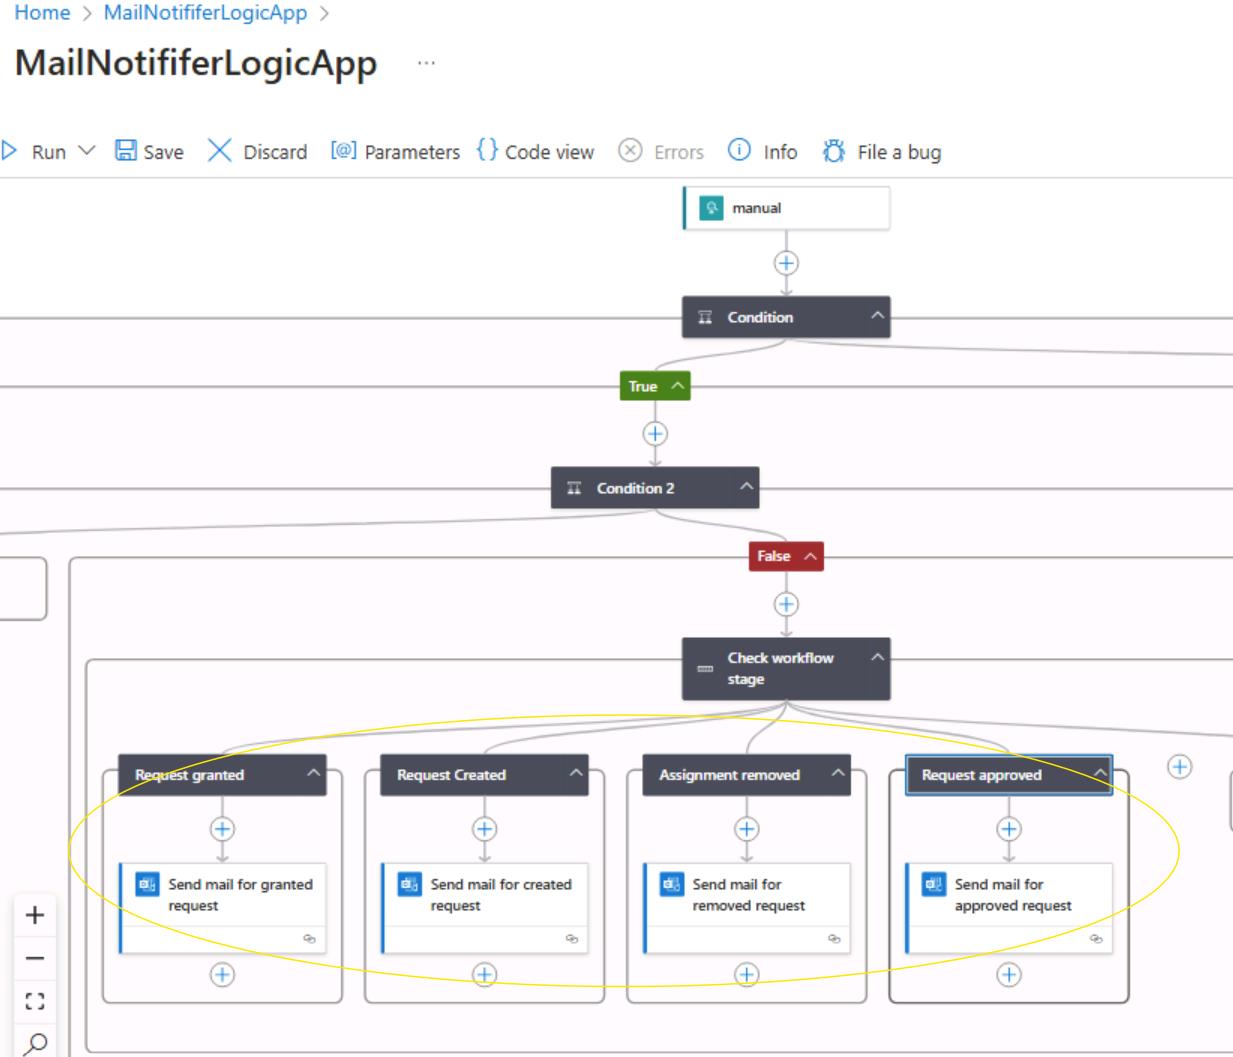 Home > MailNotififerLogicApp >
MailNotififerLogicApp ...
Run Save Discard [@] Parameters {} Code view Errors Info File a bug
manual
Condition
True
Condition 2
False
Check workflow
stage
Request granted
Request Created
Assignment removed
Request approved
Send mail for granted
request
Send mail for created
request
Send mail for
removed request
Send mail for
approved request